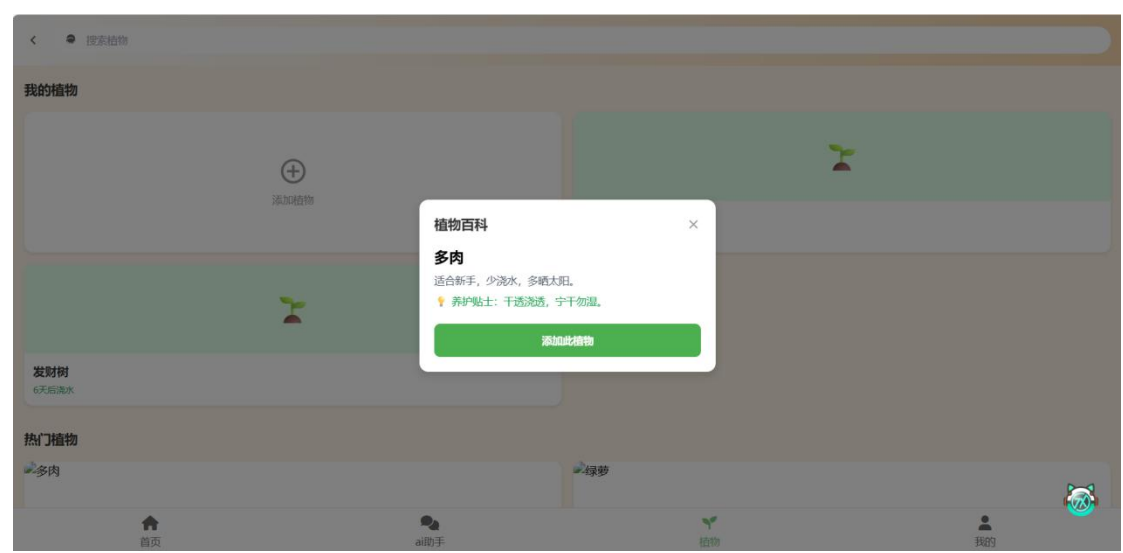 搜索植物
我的植物
添加植物
植物百科
多肉
适合新手，少浇水，多晒太阳。
养护贴士：干透浇透，宁干勿湿。
添加此植物
发财树
6天后浇水
热门植物
多肉
绿萝
首页
ai助手
植物
我的